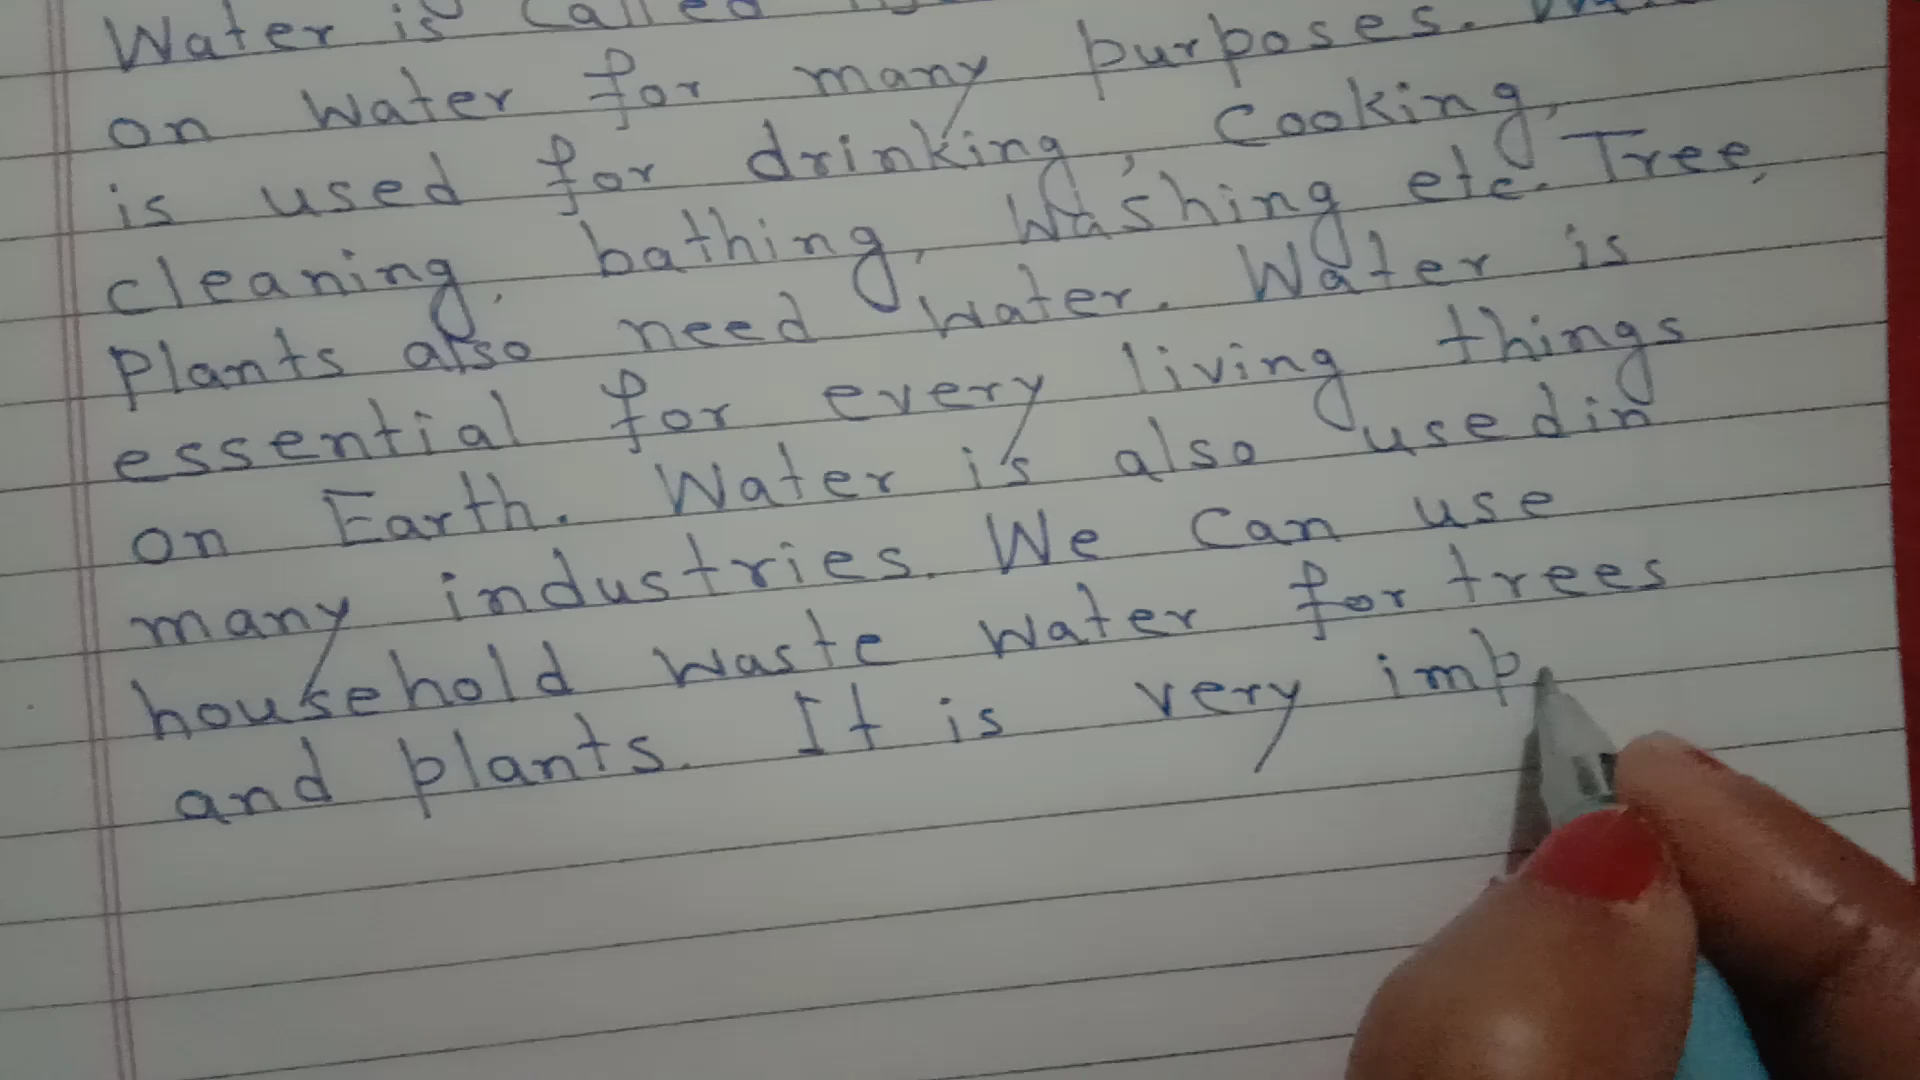 Water is called
on water for many purposes.
is used for drinking, cooking,
cleaning, bathing, washing etc. Tree,
plants also need water. Water is
essential for every living things
on Earth. Water is also used in
many industries. We can use
household waste water for trees
and plants. It is very imp